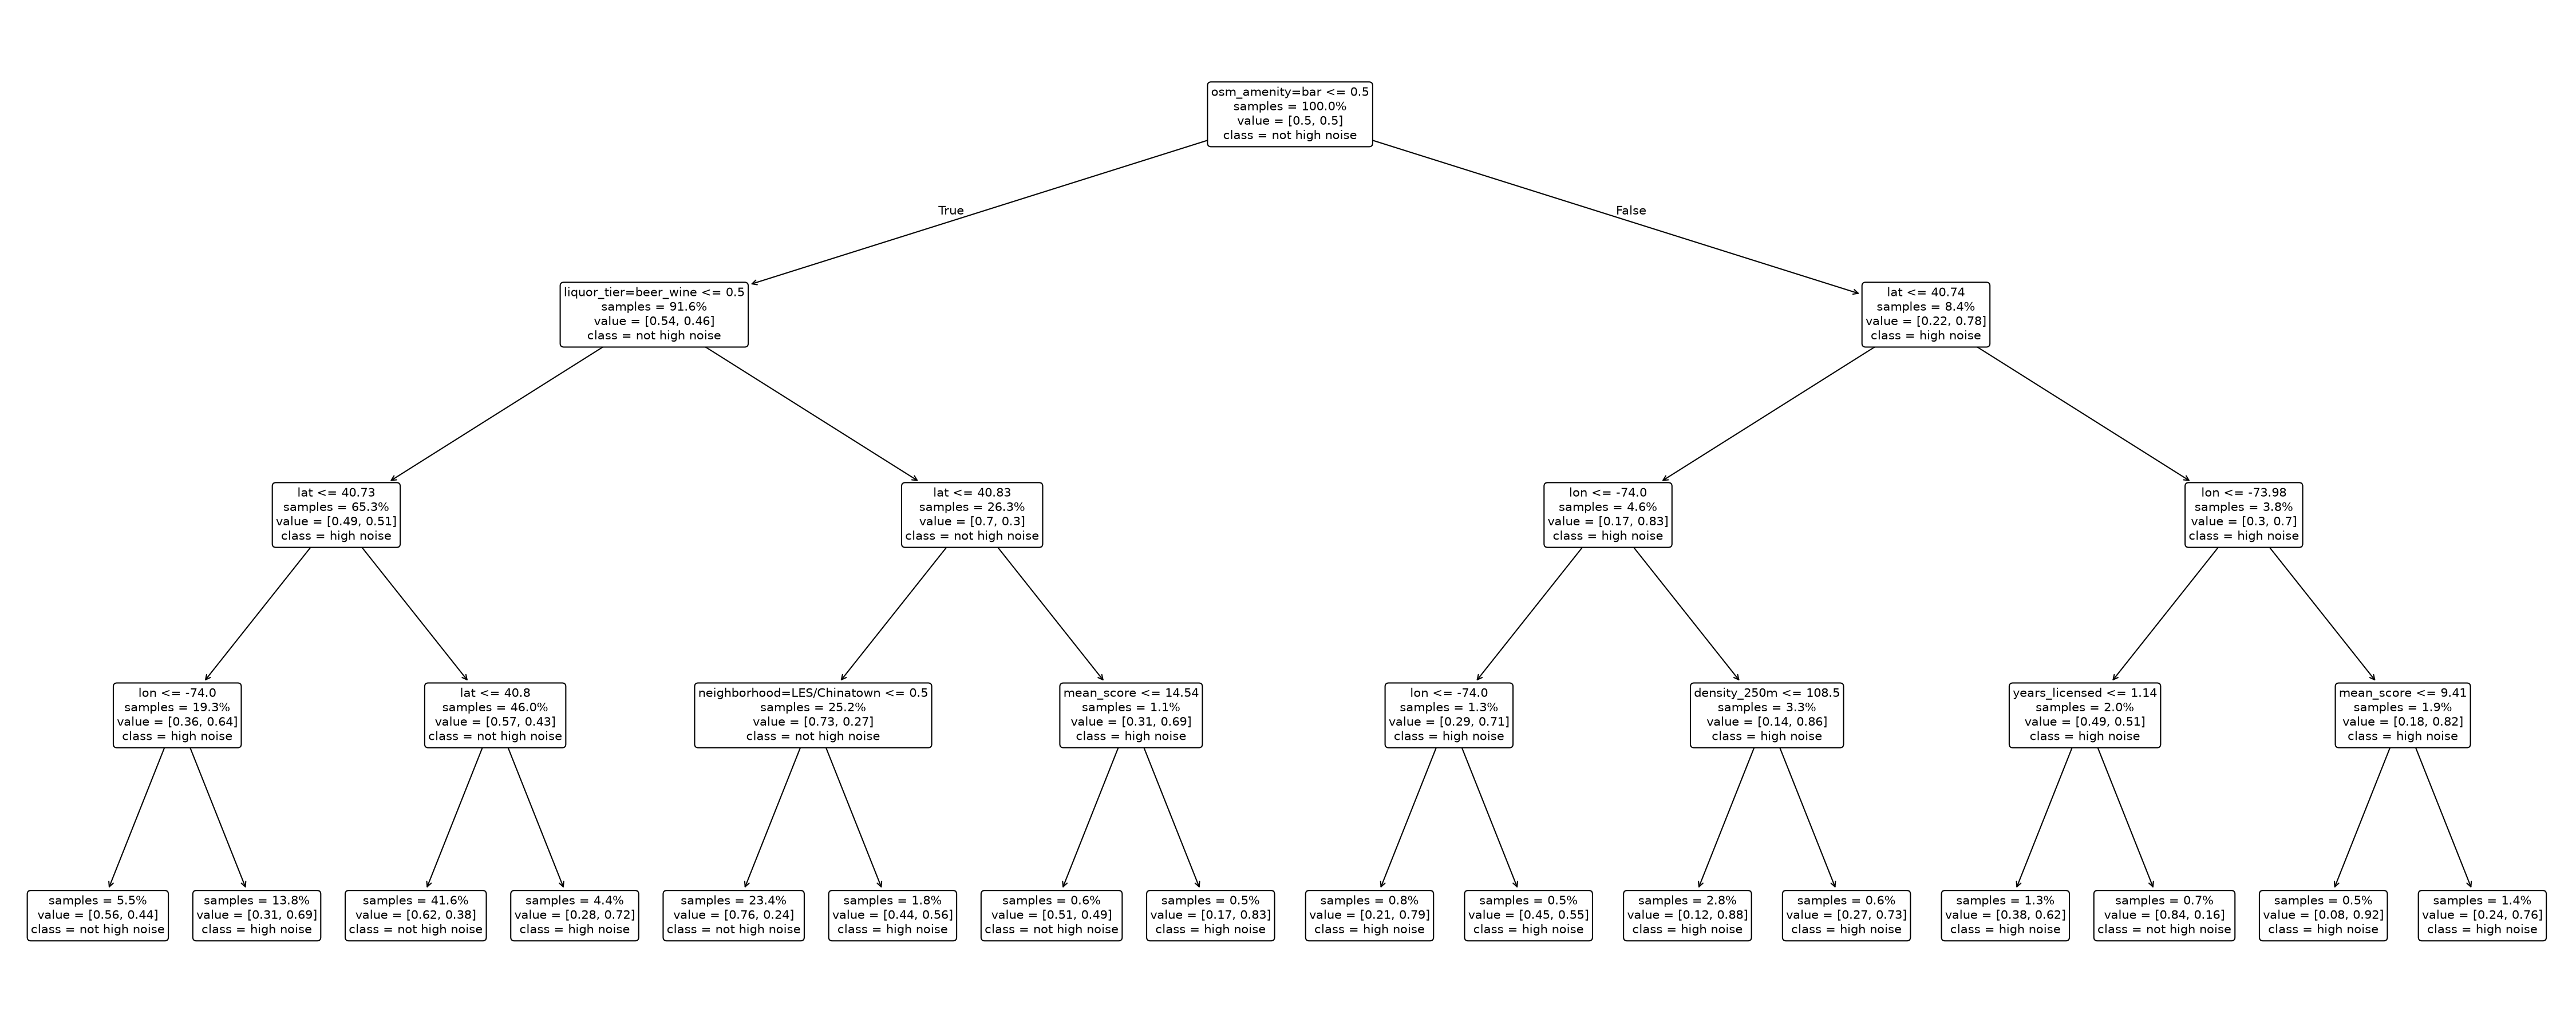 osm_amenity=bar <= 0.5
samples = 100.0%
value = [0.5, 0.5]
class = not high noise
True
False
liquor_tier=beer_wine <= 0.5
samples = 91.6%
value = [0.54, 0.46]
class = not high noise
lat <= 40.74
samples = 8.4%
value = [0.22, 0.78]
class = high noise
lat <= 40.73
samples = 65.3%
value = [0.49, 0.51]
class = high noise
lat <= 40.83
samples = 26.3%
value = [0.7, 0.3]
class = not high noise
lon <= -74.0
samples = 4.6%
value = [0.17, 0.83]
class = high noise
lon <= -73.98
samples = 3.8%
value = [0.3, 0.7]
class = high noise
lon <= -74.0
samples = 19.3%
value = [0.36, 0.64]
class = high noise
lat <= 40.8
samples = 46.0%
value = [0.57, 0.43]
class = not high noise
neighborhood=LES/Chinatown <= 0.5
samples = 25.2%
value = [0.73, 0.27]
class = not high noise
mean_score <= 14.54
samples = 1.1%
value = [0.31, 0.69]
class = high noise
lon <= -74.0
samples = 1.3%
value = [0.29, 0.71]
class = high noise
density_250m <= 108.5
samples = 3.3%
value = [0.14, 0.86]
class = high noise
years_licensed <= 1.14
samples = 2.0%
value = [0.49, 0.51]
class = high noise
mean_score <= 9.41
samples = 1.9%
value = [0.18, 0.82]
class = high noise
samples = 5.5%
value = [0.56, 0.44]
class = not high noise
samples = 13.8%
value = [0.31, 0.69]
class = high noise
samples = 41.6%
value = [0.62, 0.38]
class = not high noise
samples = 4.4%
value = [0.28, 0.72]
class = high noise
samples = 23.4%
value = [0.76, 0.24]
class = not high noise
samples = 1.8%
value = [0.44, 0.56]
class = high noise
samples = 0.6%
value = [0.51, 0.49]
class = not high noise
samples = 0.5%
value = [0.17, 0.83]
class = high noise
samples = 0.8%
value = [0.21, 0.79]
class = high noise
samples = 0.5%
value = [0.45, 0.55]
class = high noise
samples = 2.8%
value = [0.12, 0.88]
class = high noise
samples = 0.6%
value = [0.27, 0.73]
class = high noise
samples = 1.3%
value = [0.38, 0.62]
class = high noise
samples = 0.7%
value = [0.84, 0.16]
class = not high noise
samples = 0.5%
value = [0.08, 0.92]
class = high noise
samples = 1.4%
value = [0.24, 0.76]
class = high noise